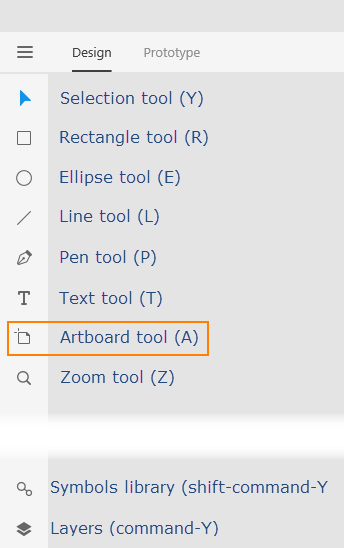 Design Prototype
Selection tool (Y)
Rectangle tool (R)
Ellipse tool (E)
Line tool (L)
Pen tool (P)
Text tool (T)
Artboard tool (A)
Zoom tool (Z)
Symbols library (shift-command-Y
Layers (command-Y)